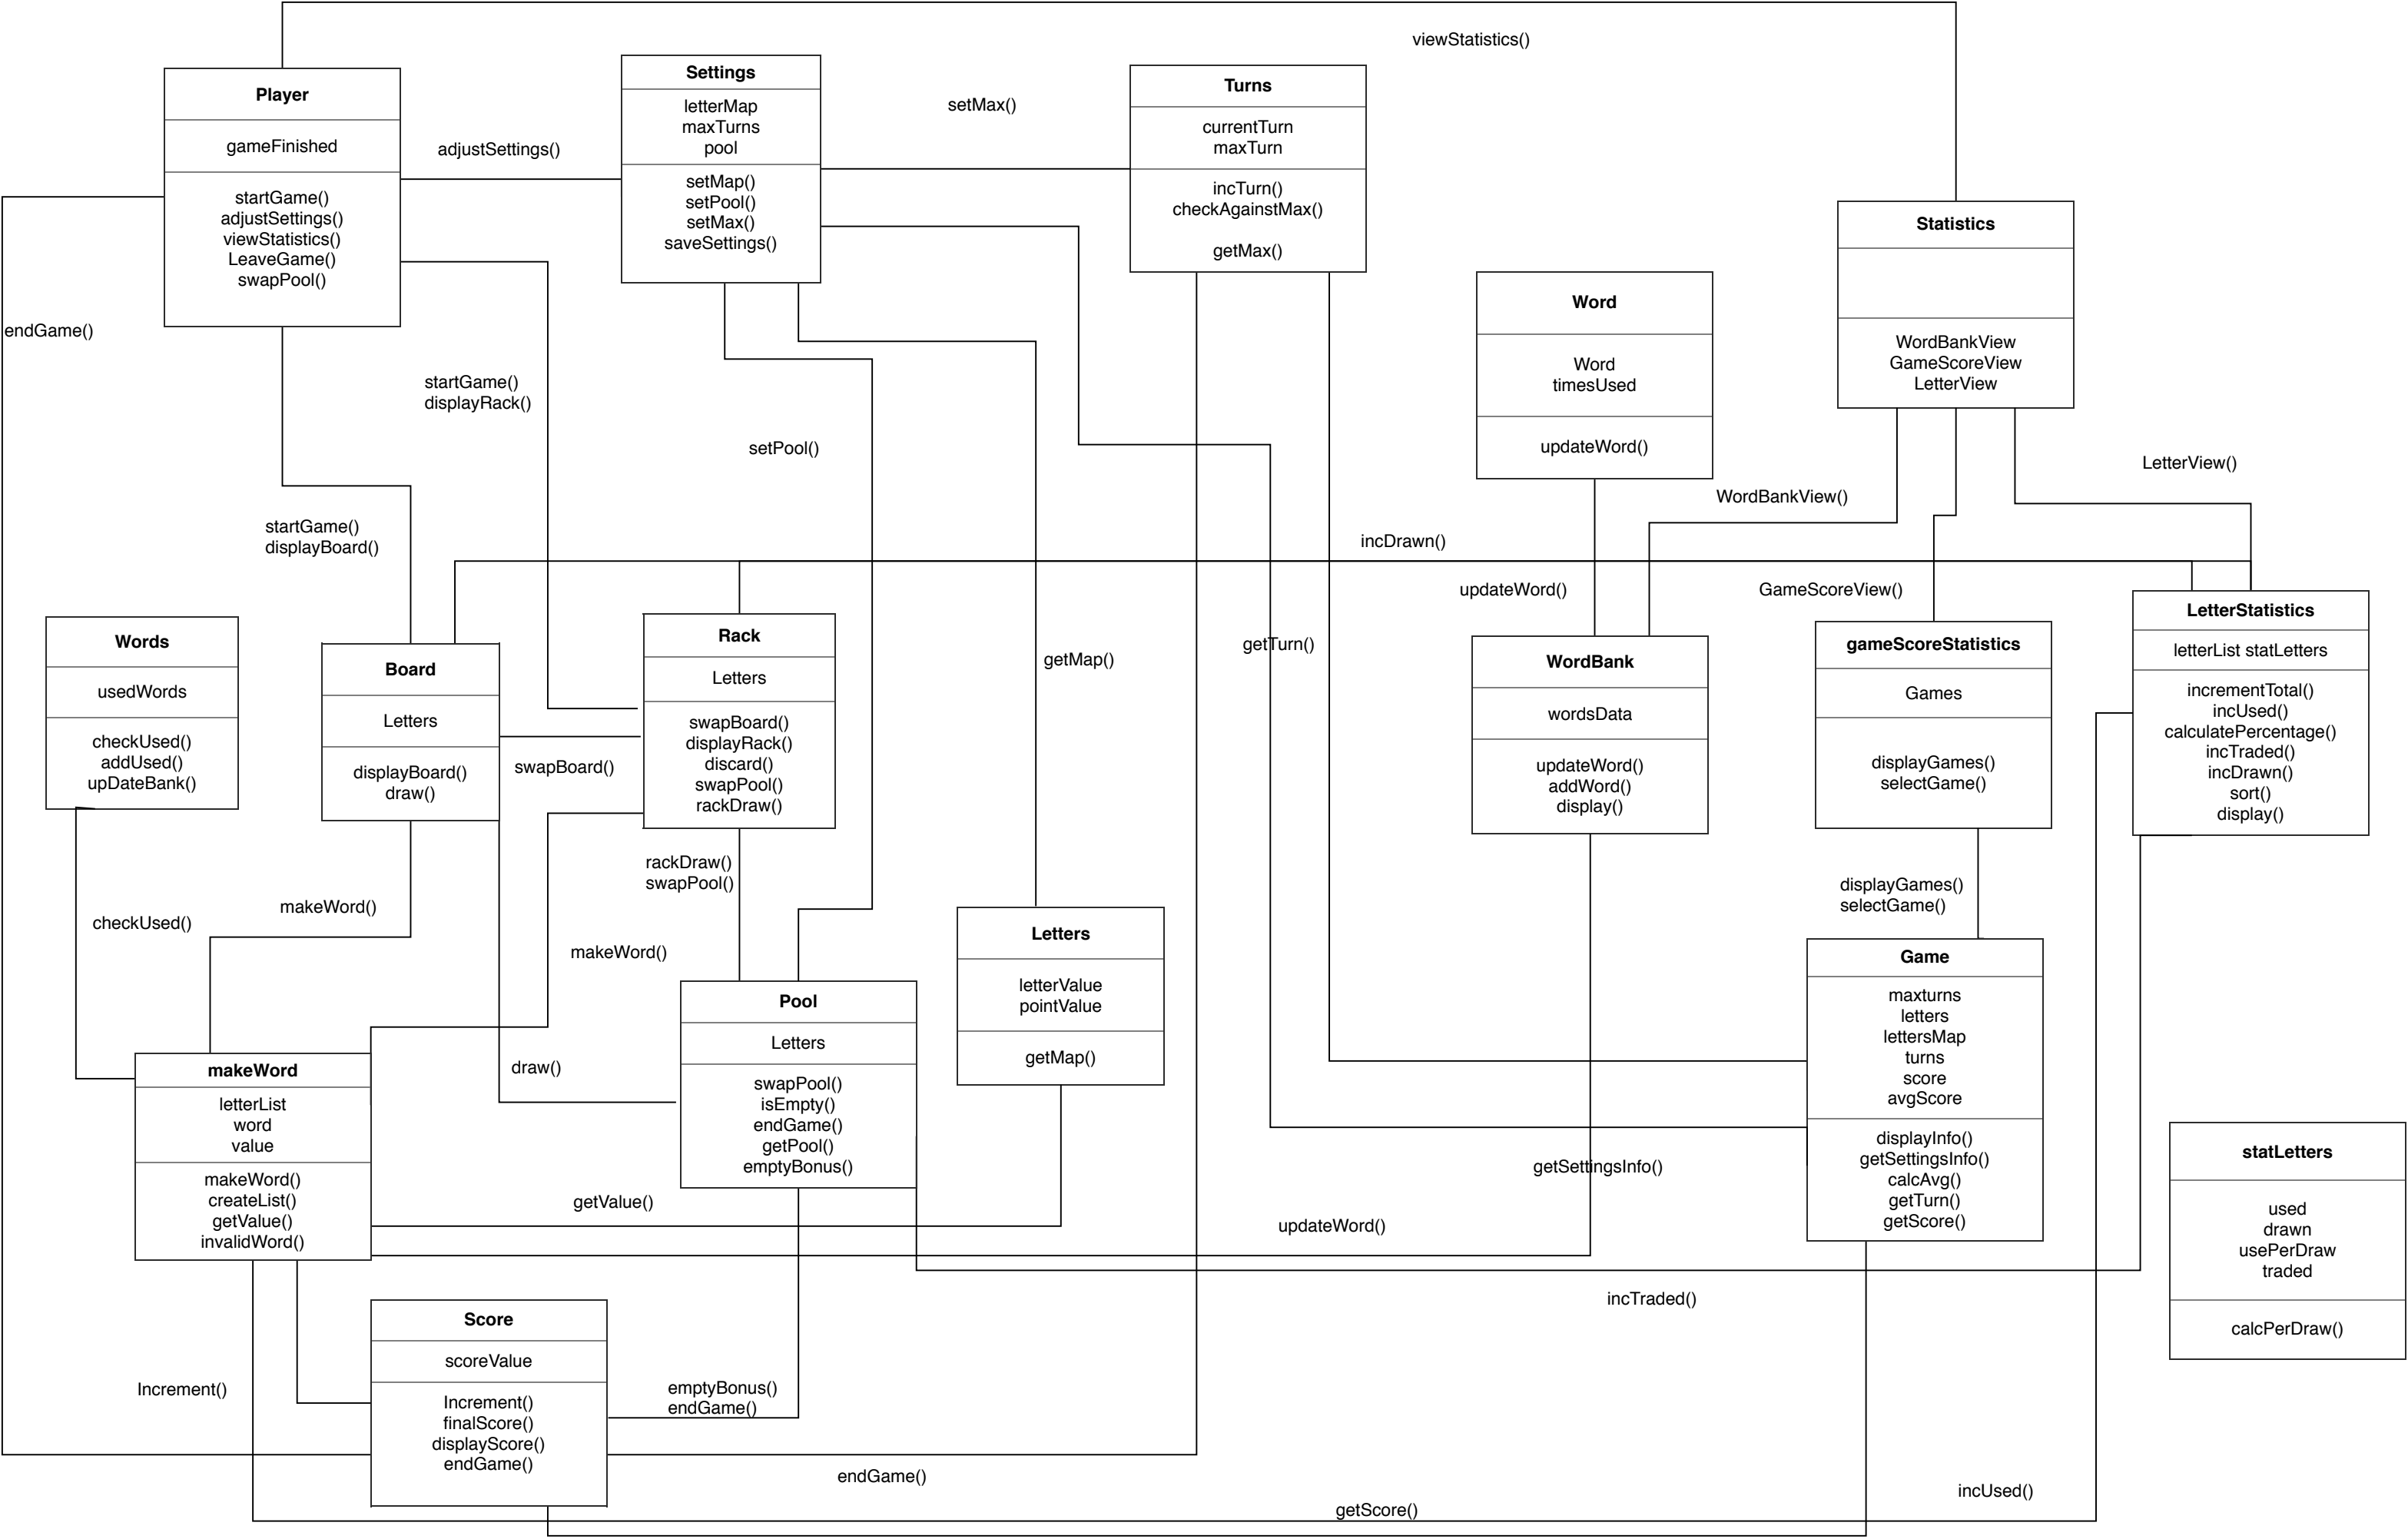 viewStatistics()
Player
gameFinished
startGame()
adjustSettings()
viewStatistics()
LeaveGame()
swapPool()
adjustSettings()
Settings
letterMap
maxTurns
pool
setMap()
setPool()
setMax()
saveSettings()
setMax()
Turns
currentTurn
maxTurn
incTurn()
checkAgainstMax()
getMax()
Statistics
WordBankView
GameScoreView
LetterView
Word
Word
timesUsed
updateWord()
endGame()
startGame()
displayRack()
setPool()
LetterView()
WordBankView()
startGame()
displayBoard()
incDrawn()
updateWord()
GameScoreView()
getTurn()
getMap()
Words
usedWords
checkUsed()
addUsed()
upDateBank()
Board
Letters
displayBoard()
draw()
swapBoard()
Rack
Letters
swapBoard()
displayRack()
discard()
swapPool()
rackDraw()
WordBank
wordsData
updateWord()
addWord()
display()
gameScoreStatistics
Games
displayGames()
selectGame()
LetterStatistics
letterList statLetters
incrementTotal()
incUsed()
calculatePercentage()
incTraded()
incDrawn()
sort()
display()
rackDraw()
swapPool()
displayGames()
selectGame()
makeWord()
checkUsed()
makeWord()
draw()
Letters
letterValue
pointValue
getMap()
Pool
Letters
swapPool()
isEmpty()
endGame()
getPool()
emptyBonus()
Game
maxturns
letters
lettersMap
turns
score
avgScore
displayInfo()
getSettingsInfo()
calcAvg()
getTurn()
getScore()
makeWord
letterList
word
value
makeWord()
createList()
getValue()
invalidWord()
getSettingsInfo()
getValue()
updateWord()
statLetters
used
drawn
usePerDraw
traded
calcPerDraw()
incTraded()
Score
scoreValue
Increment()
finalScore()
displayScore()
endGame()
Increment()
emptyBonus()
endGame()
endGame()
incUsed()
getScore()